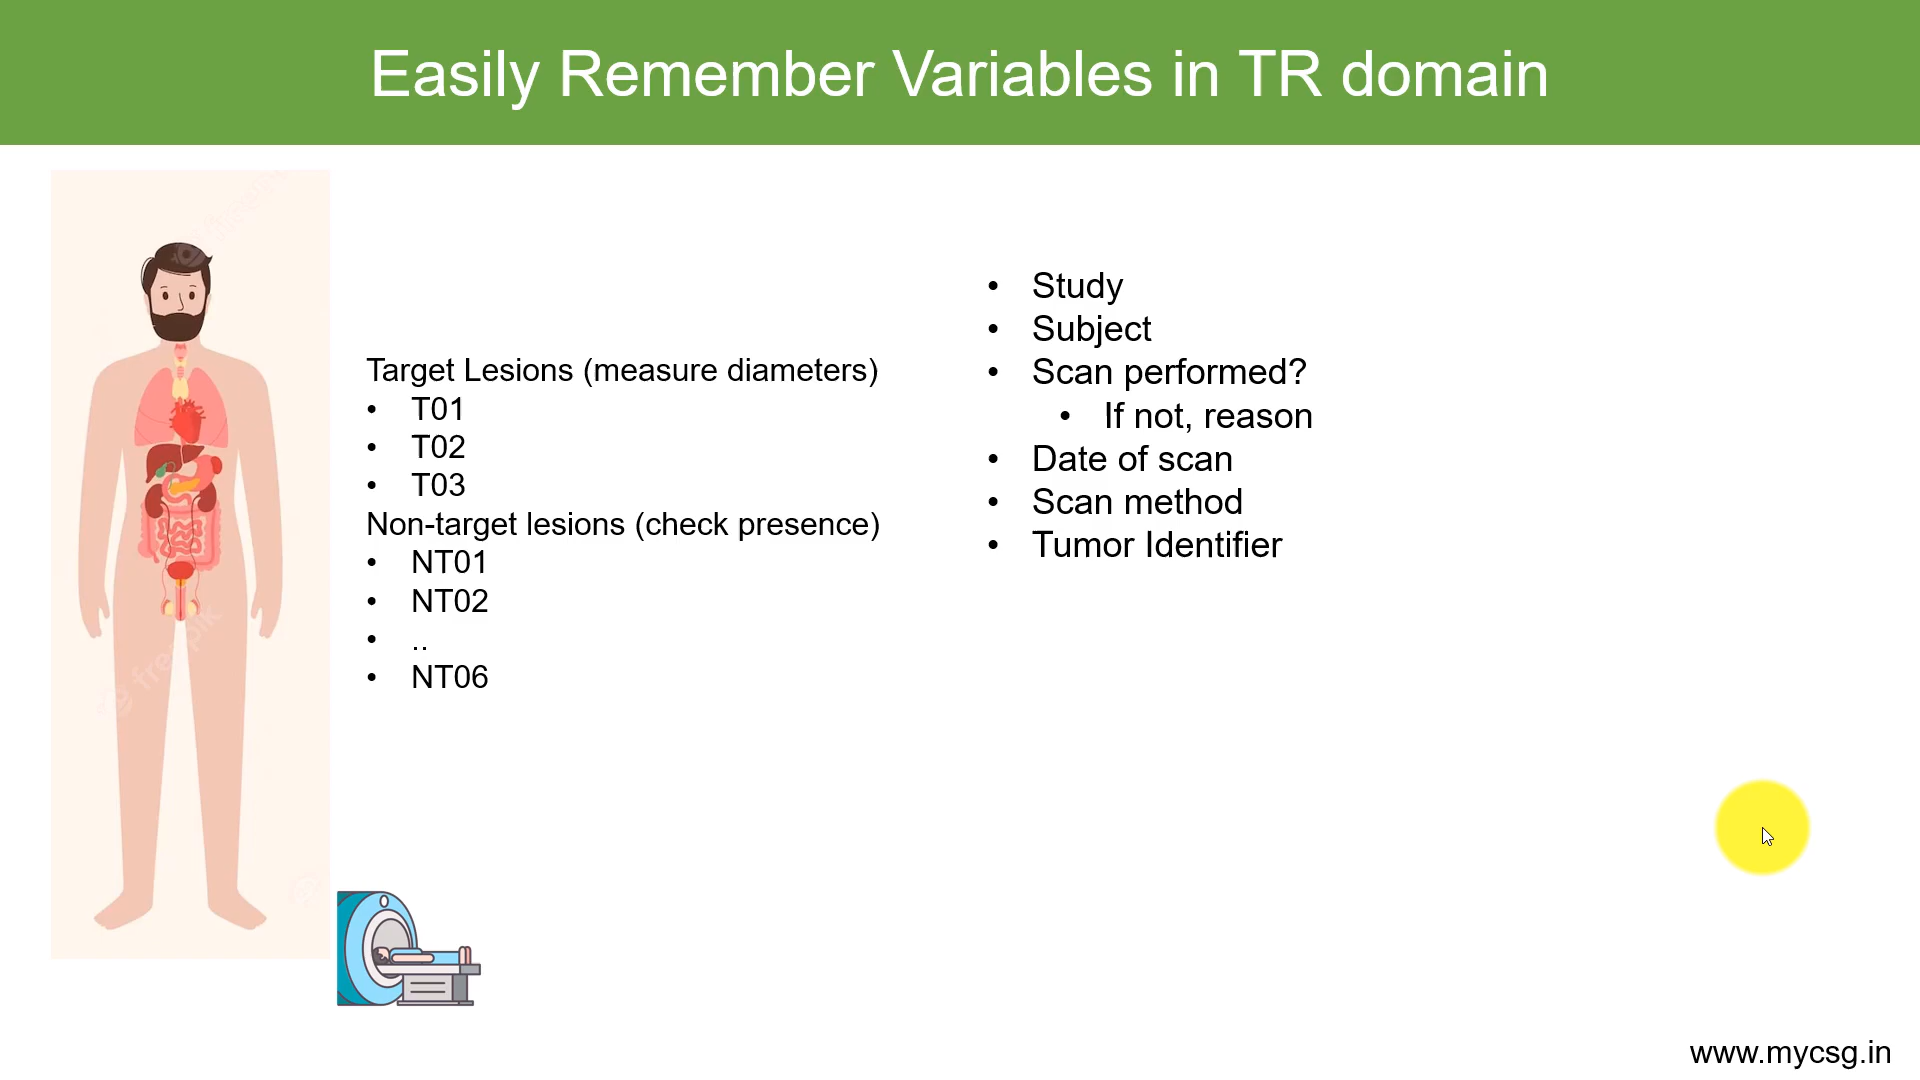 Easily Remember Variables in TR domain
Target Lesions (measure diameters)
• T01
• T02
• T03
Non-target lesions (check presence)
• NT01
• NT02
• ..
• NT06
• Study
• Subject
• Scan performed?
• If not, reason
• Date of scan
• Scan method
• Tumor Identifier
freepik
www.mycsg.in